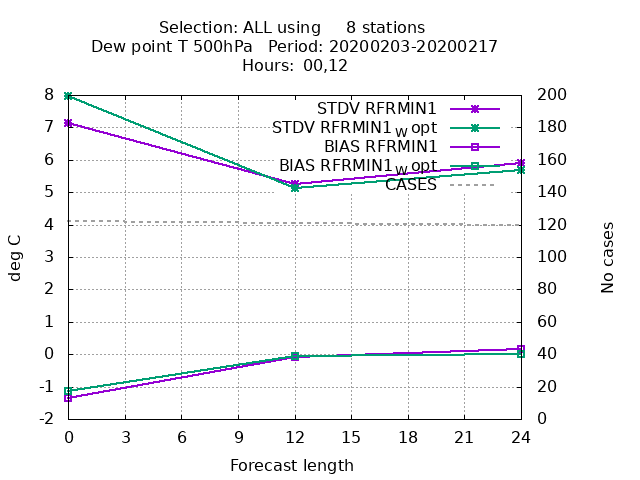 Selection: ALL using 8 stations
Dew point T 500hPa Period: 20200203-20200217
Hours: 00,12
8 200
STDV RFRMIN1
7 STDV RFRMIN1W opt 180
BIAS RFRMIN1
6 BIAS RFRMIN1W opt 160
CASES
5 140
4 120
3 100
2 80
1 60
0 40
-1 20
-2 0
0 3 6 9 12 15 18 21 24
deg C
No cases
Forecast length